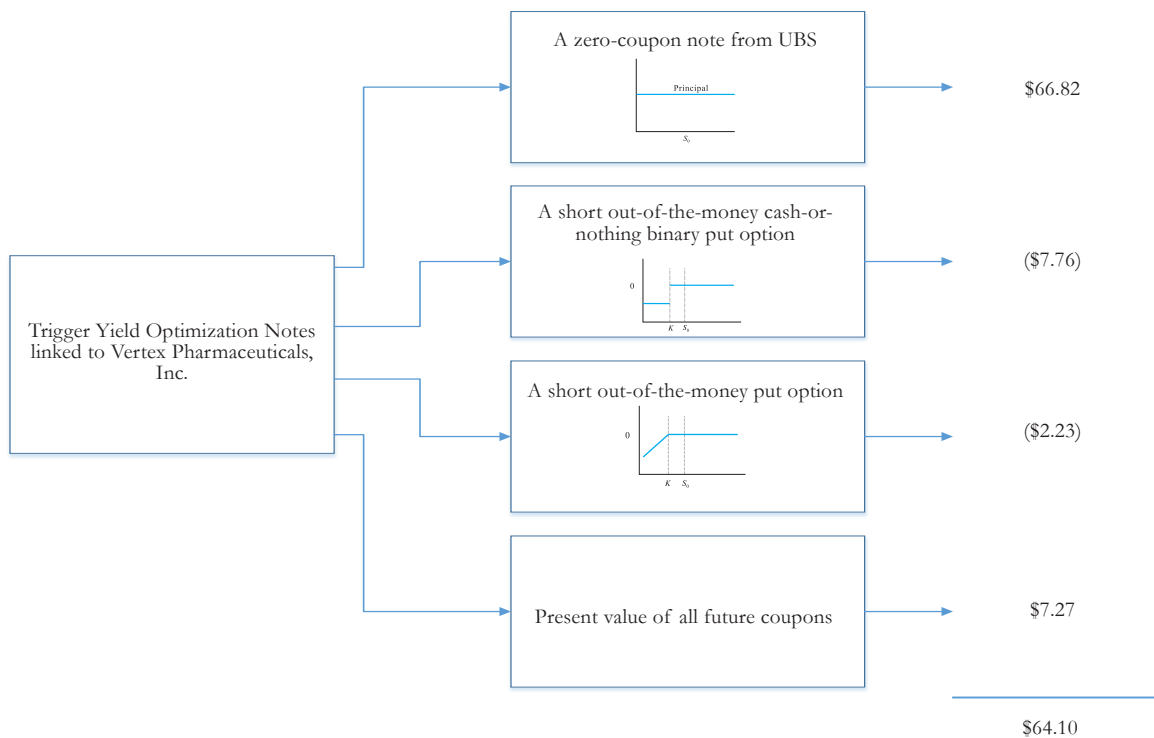 A zero-coupon note from UBS
Principal
S0
$66.82
A short out-of-the-money cash-or-
nothing binary put option
0
K S0
($7.76)
Trigger Yield Optimization Notes
linked to Vertex Pharmaceuticals,
Inc.
A short out-of-the-money put option
0
K S0
($2.23)
Present value of all future coupons
$7.27
$64.10